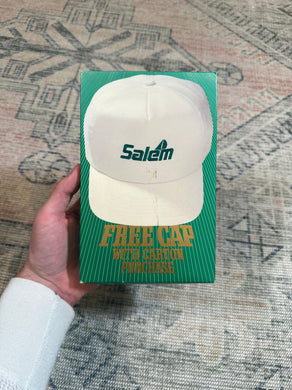 Salem
FREE CAP
WITH CARTON
PURCHASE